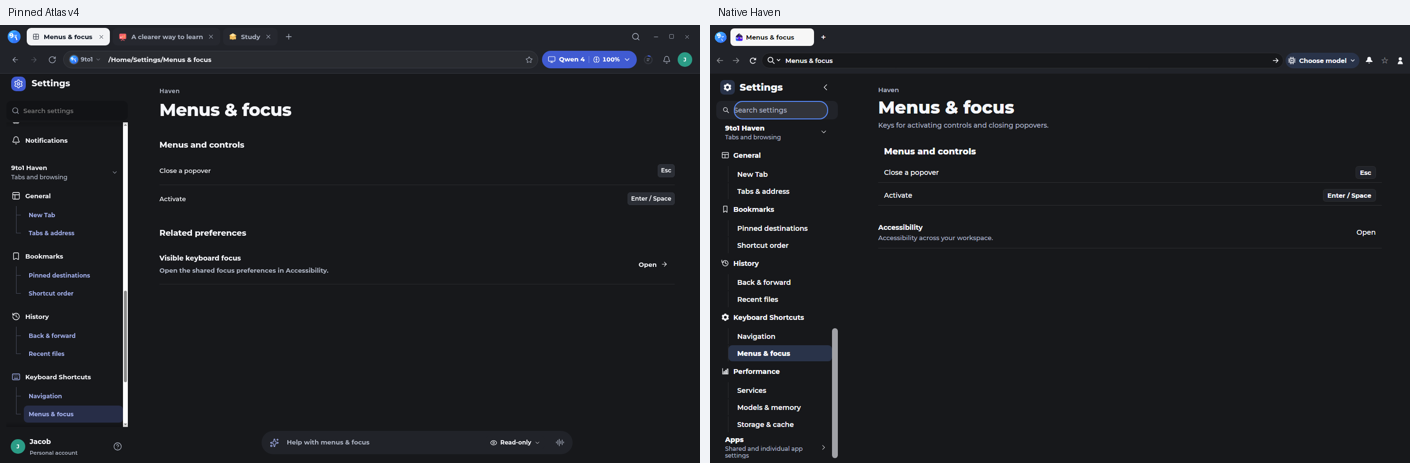 Pinned Atlas v4
Menus & focus
A clearer way to learn
Study
9to1
/Home/Settings/Menus & focus
Qwen 4
100%
J
Settings
Search settings
Notifications
9to1 Haven
Tabs and browsing
General
New Tab
Tabs & address
Bookmarks
Pinned destinations
Shortcut order
History
Back & forward
Recent files
Keyboard Shortcuts
Navigation
Menus & focus
J
Jacob
Personal account
Haven
Menus & focus
Menus and controls
Close a popover
Esc
Activate
Enter / Space
Related preferences
Visible keyboard focus
Open the shared focus preferences in Accessibility.
Open
Help with menus & focus
Read-only
Native Haven
Menus & focus
Menus & focus
Choose model
Settings
Search settings
9to1 Haven
Tabs and browsing
General
New Tab
Tabs & address
Bookmarks
Pinned destinations
Shortcut order
History
Back & forward
Recent files
Keyboard Shortcuts
Navigation
Menus & focus
Performance
Services
Models & memory
Storage & cache
Apps
Shared and individual app
settings
Haven
Menus & focus
Keys for activating controls and closing popovers.
Menus and controls
Close a popover
Esc
Activate
Enter / Space
Accessibility
Accessibility across your workspace.
Open